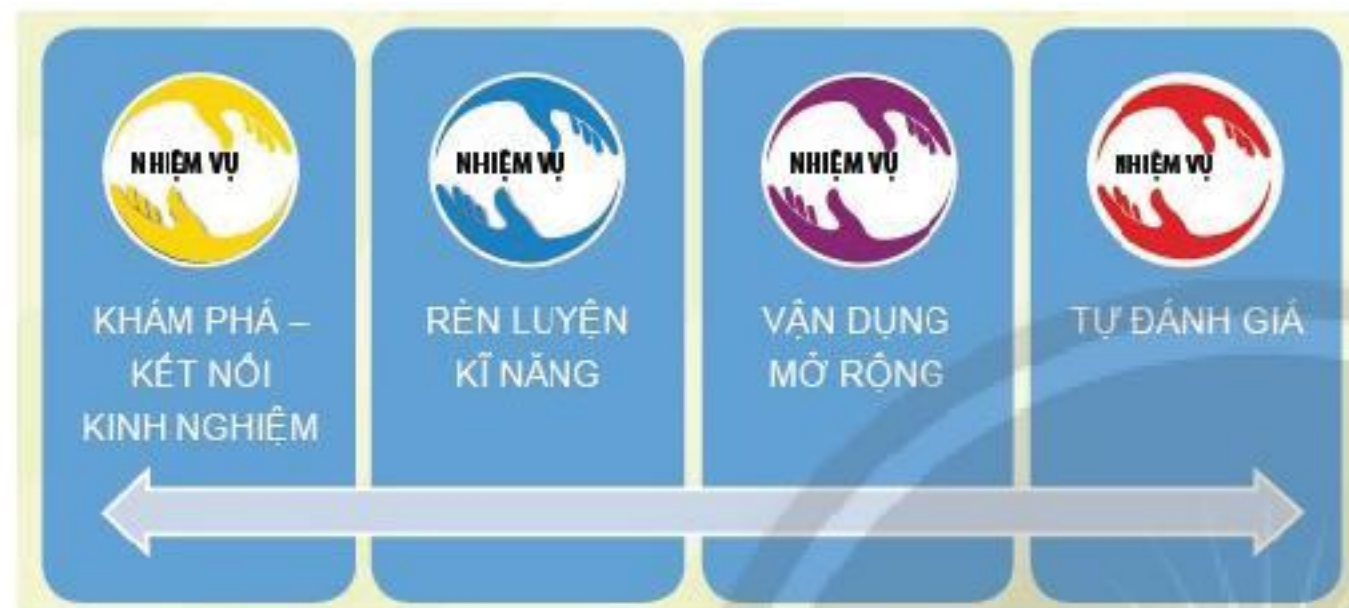 NHIỆM VỤ
KHÁM PHÁ –
KẾT NỐI
KINH NGHIỆM
NHIỆM VỤ
RÈN LUYỆN
KĨ NĂNG
NHIỆM VỤ
VẬN DỤNG
MỞ RỘNG
NHIỆM VỤ
TỰ ĐÁNH GIÁ